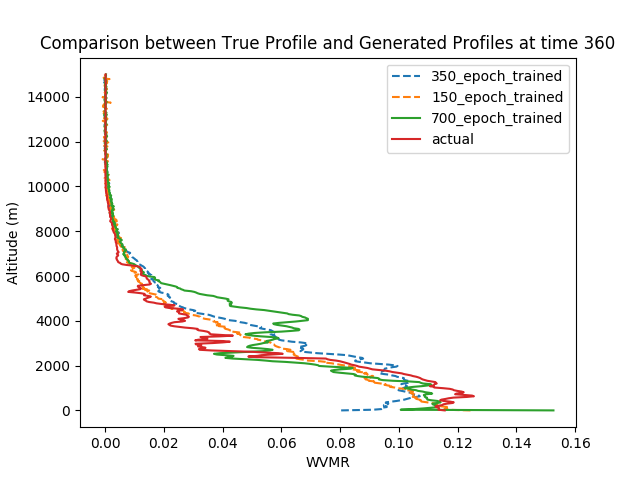 Comparison between True Profile and Generated Profiles at time 360
350_epoch_trained
150_epoch_trained
700_epoch_trained
actual
Altitude (m)
14000
12000
10000
8000
6000
4000
2000
0
0.00 0.02 0.04 0.06 0.08 0.10 0.12 0.14 0.16
WVMR